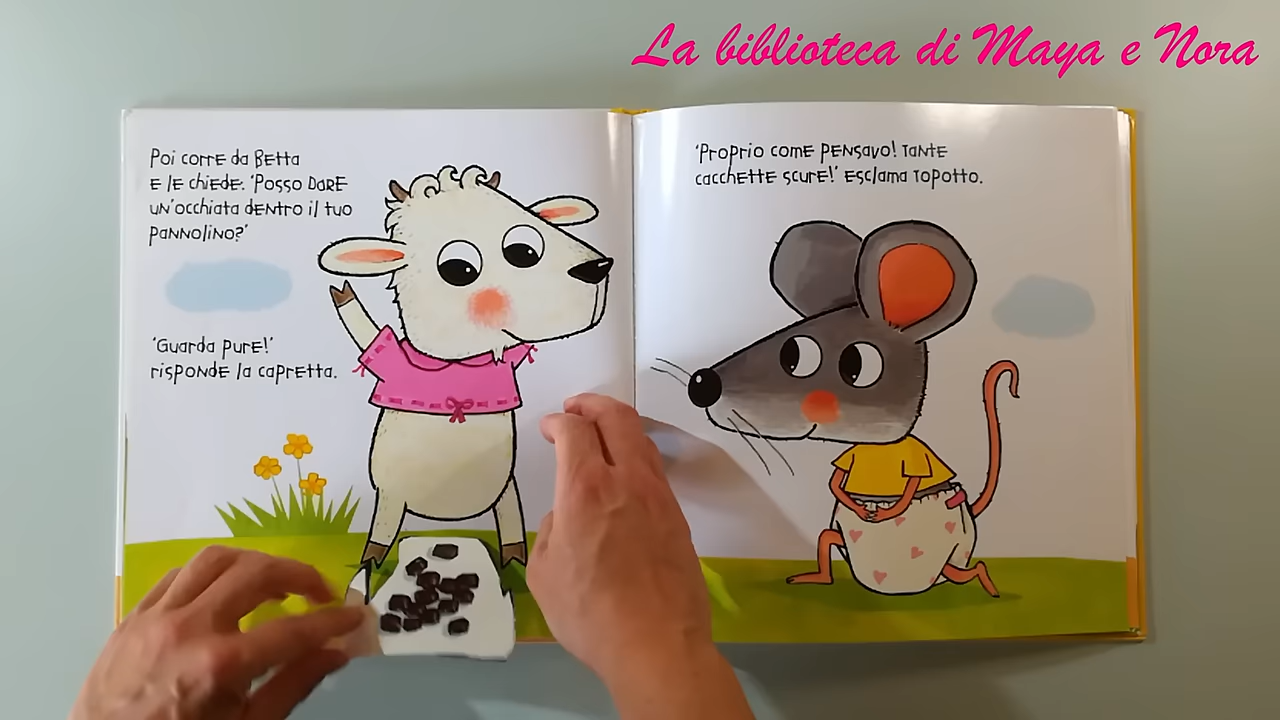 La biblioteca di Maya e Nora
Poi corre da Betta
e le chiede. 'Posso dare
un'occhiata dentro il tuo
pannolino?'
'Guarda pure!'
risponde la capretta.
'Proprio come pensavo! Tante
cacchette scure!' esclama Topotto.